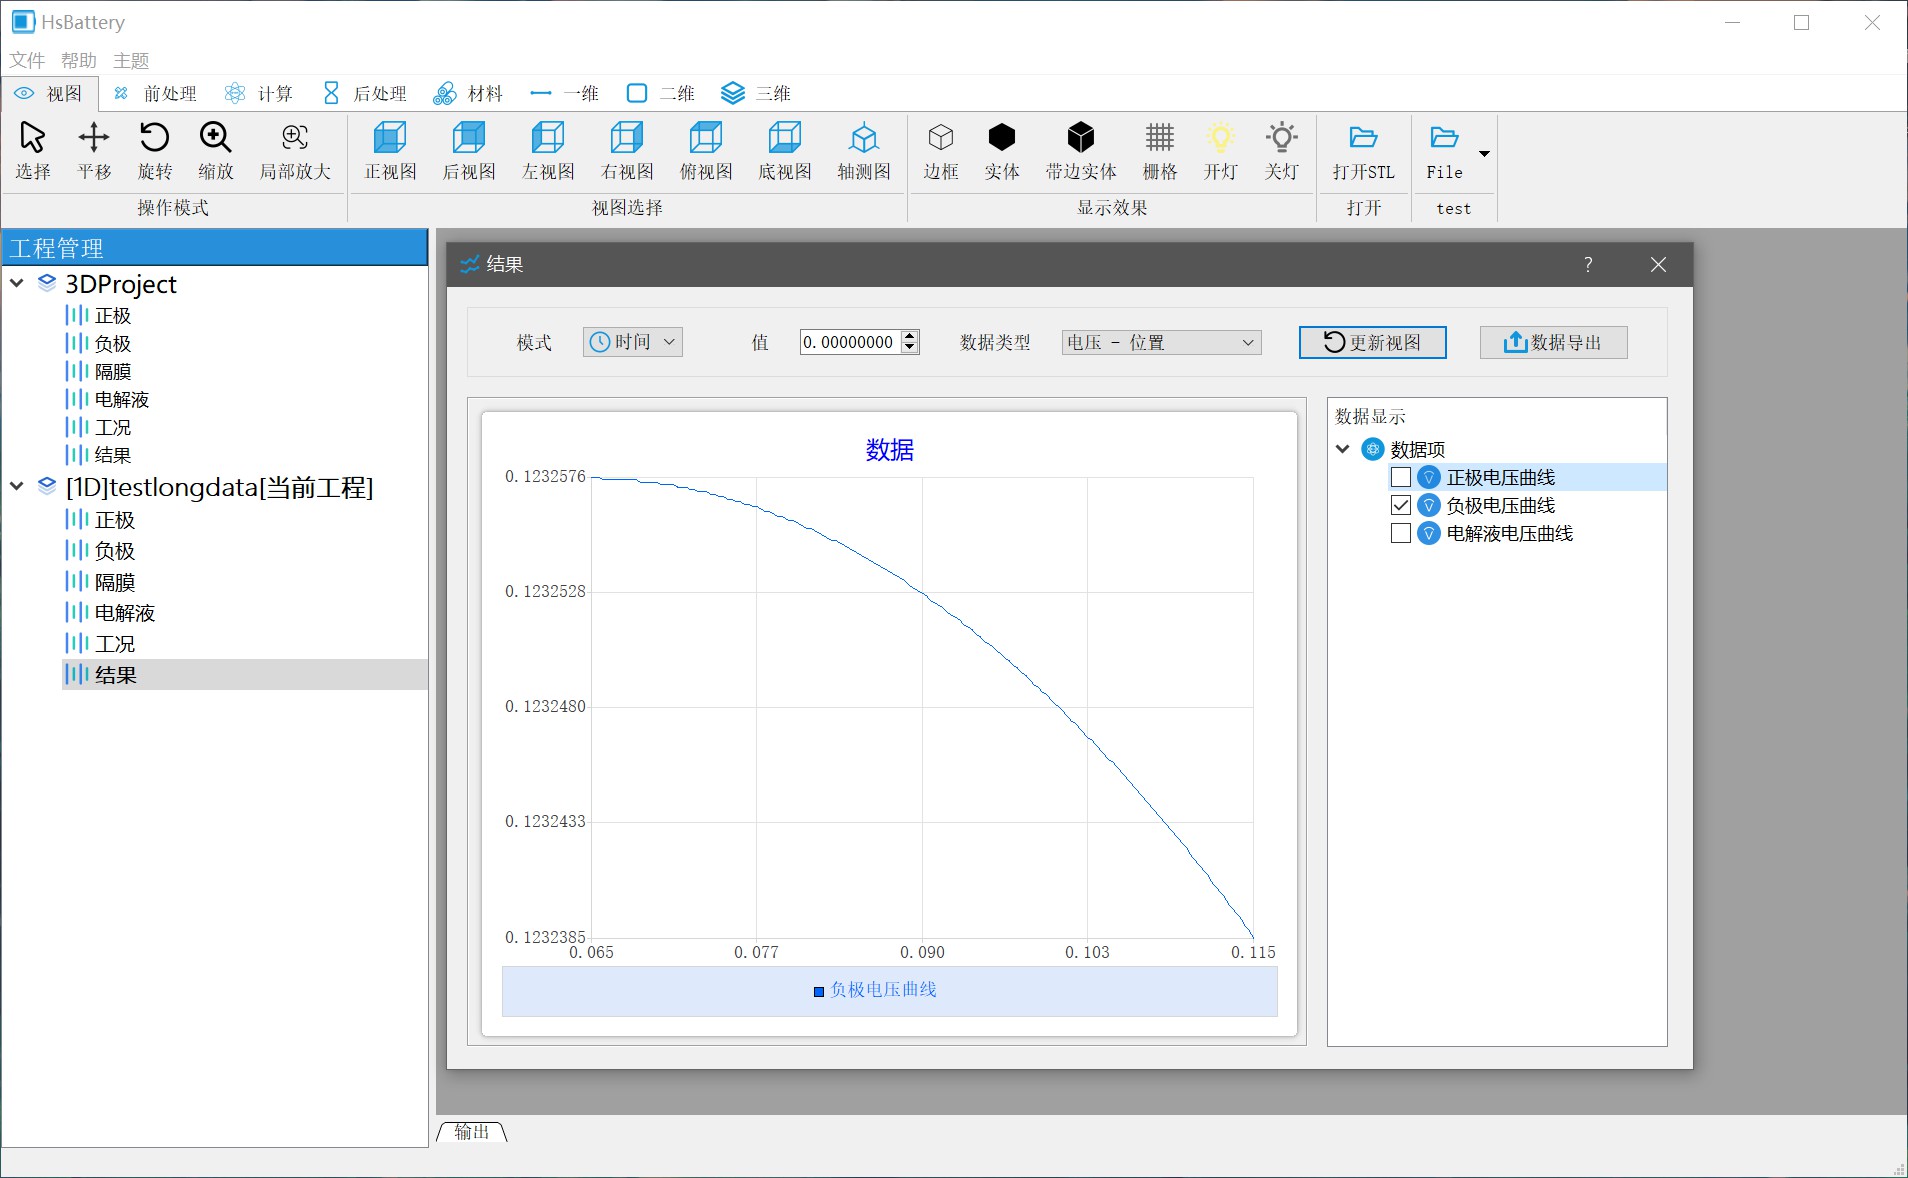 HsBattery
文件 帮助 主题
视图 前处理 计算 后处理 材料 一维 二维 三维
选择 平移 旋转 缩放 局部放大 正视图 后视图 左视图 右视图 俯视图 底视图 轴测图 边框 实体 带边实体 栅格 开灯 关灯 打开STL File
操作模式 视图选择 显示效果 打开 test
工程管理
3DProject
正极
负极
隔膜
电解液
工况
结果
[1D]testlongdata[当前工程]
正极
负极
隔膜
电解液
工况
结果
结果 ?
模式 时间 值 0.00000000 数据类型 电压 - 位置 更新视图 数据导出
数据
0.1232576
0.1232528
0.1232480
0.1232433
0.1232385
0.065 0.077 0.090 0.103 0.115
负极电压曲线
数据显示
数据项
正极电压曲线
负极电压曲线
电解液电压曲线
输出